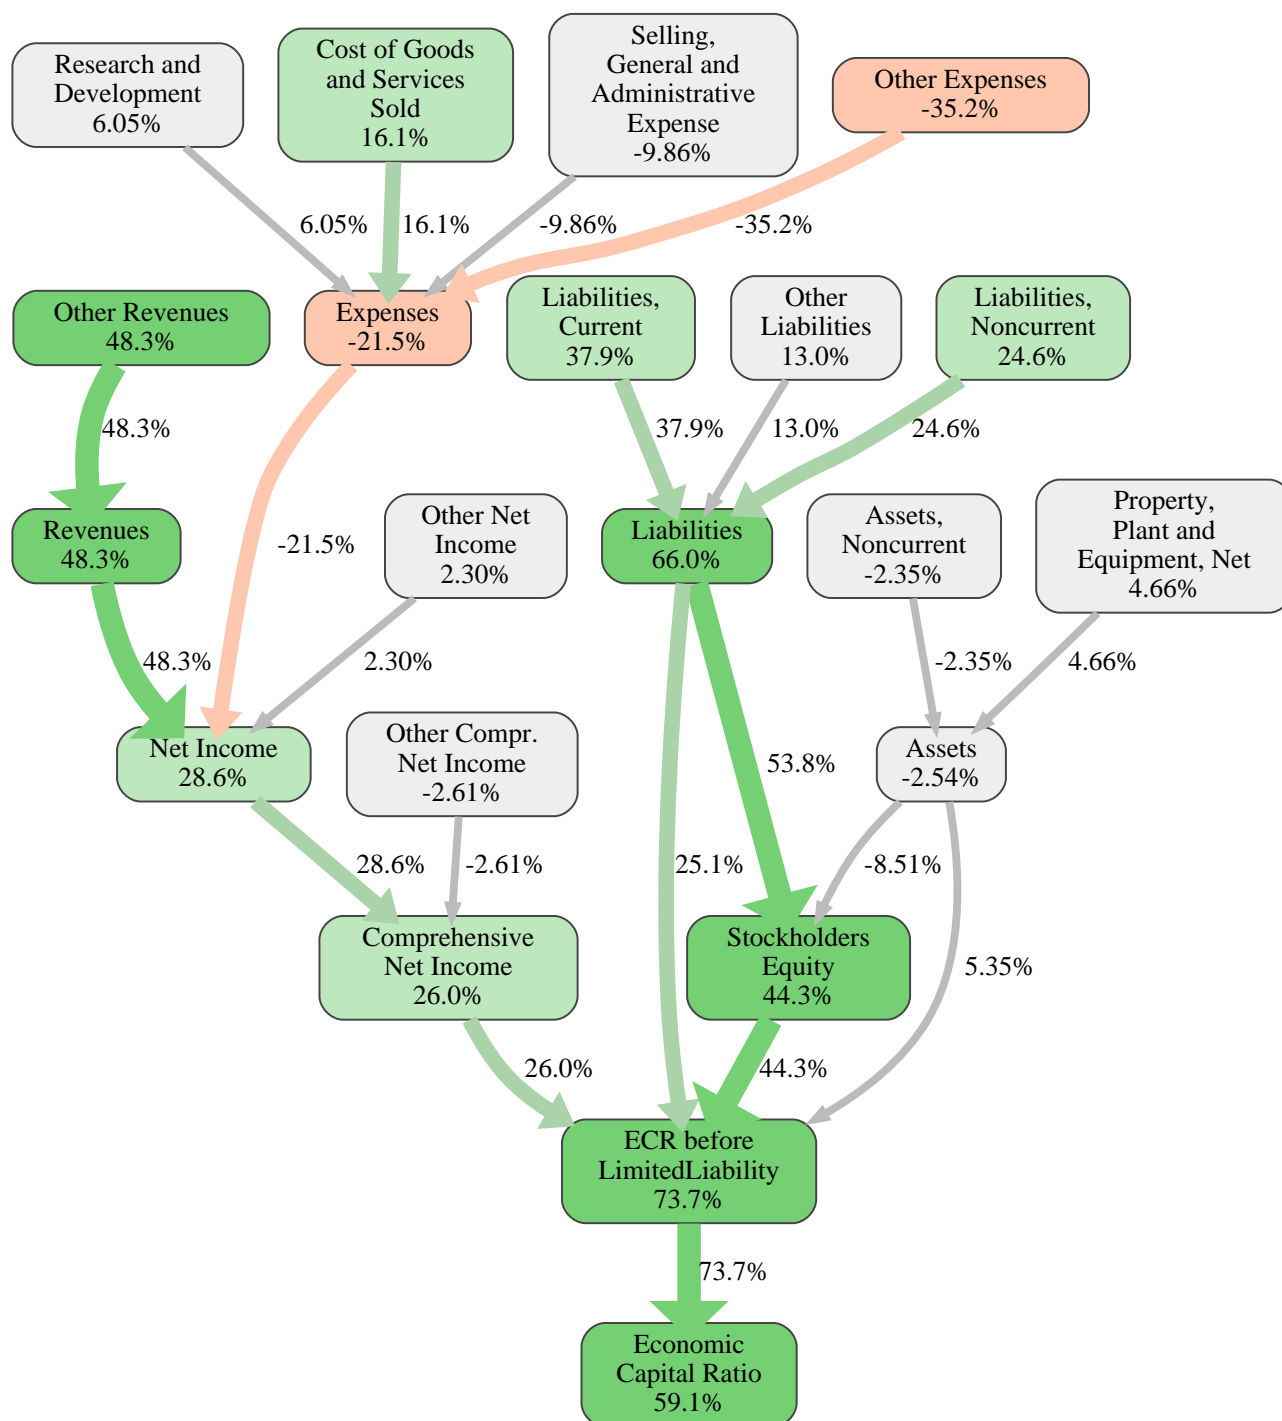 Research and
Development
6.05%
Cost of Goods
and Services
Sold
16.1%
Selling,
General and
Administrative
Expense
-9.86%
Other Expenses
-35.2%
6.05%
16.1%
-9.86%
-35.2%
Other Revenues
48.3%
Expenses
-21.5%
Liabilities,
Current
37.9%
Other
Liabilities
13.0%
Liabilities,
Noncurrent
24.6%
48.3%
37.9%
13.0%
24.6%
Revenues
48.3%
-21.5%
Other Net
Income
2.30%
Liabilities
66.0%
Assets,
Noncurrent
-2.35%
Property,
Plant and
Equipment, Net
4.66%
48.3%
2.30%
-2.35%
4.66%
Net Income
28.6%
Other Compr.
Net Income
-2.61%
53.8%
Assets
-2.54%
28.6%
-2.61%
25.1%
-8.51%
Comprehensive
Net Income
26.0%
Stockholders
Equity
44.3%
5.35%
26.0%
44.3%
ECR before
LimitedLiability
73.7%
73.7%
Economic
Capital Ratio
59.1%